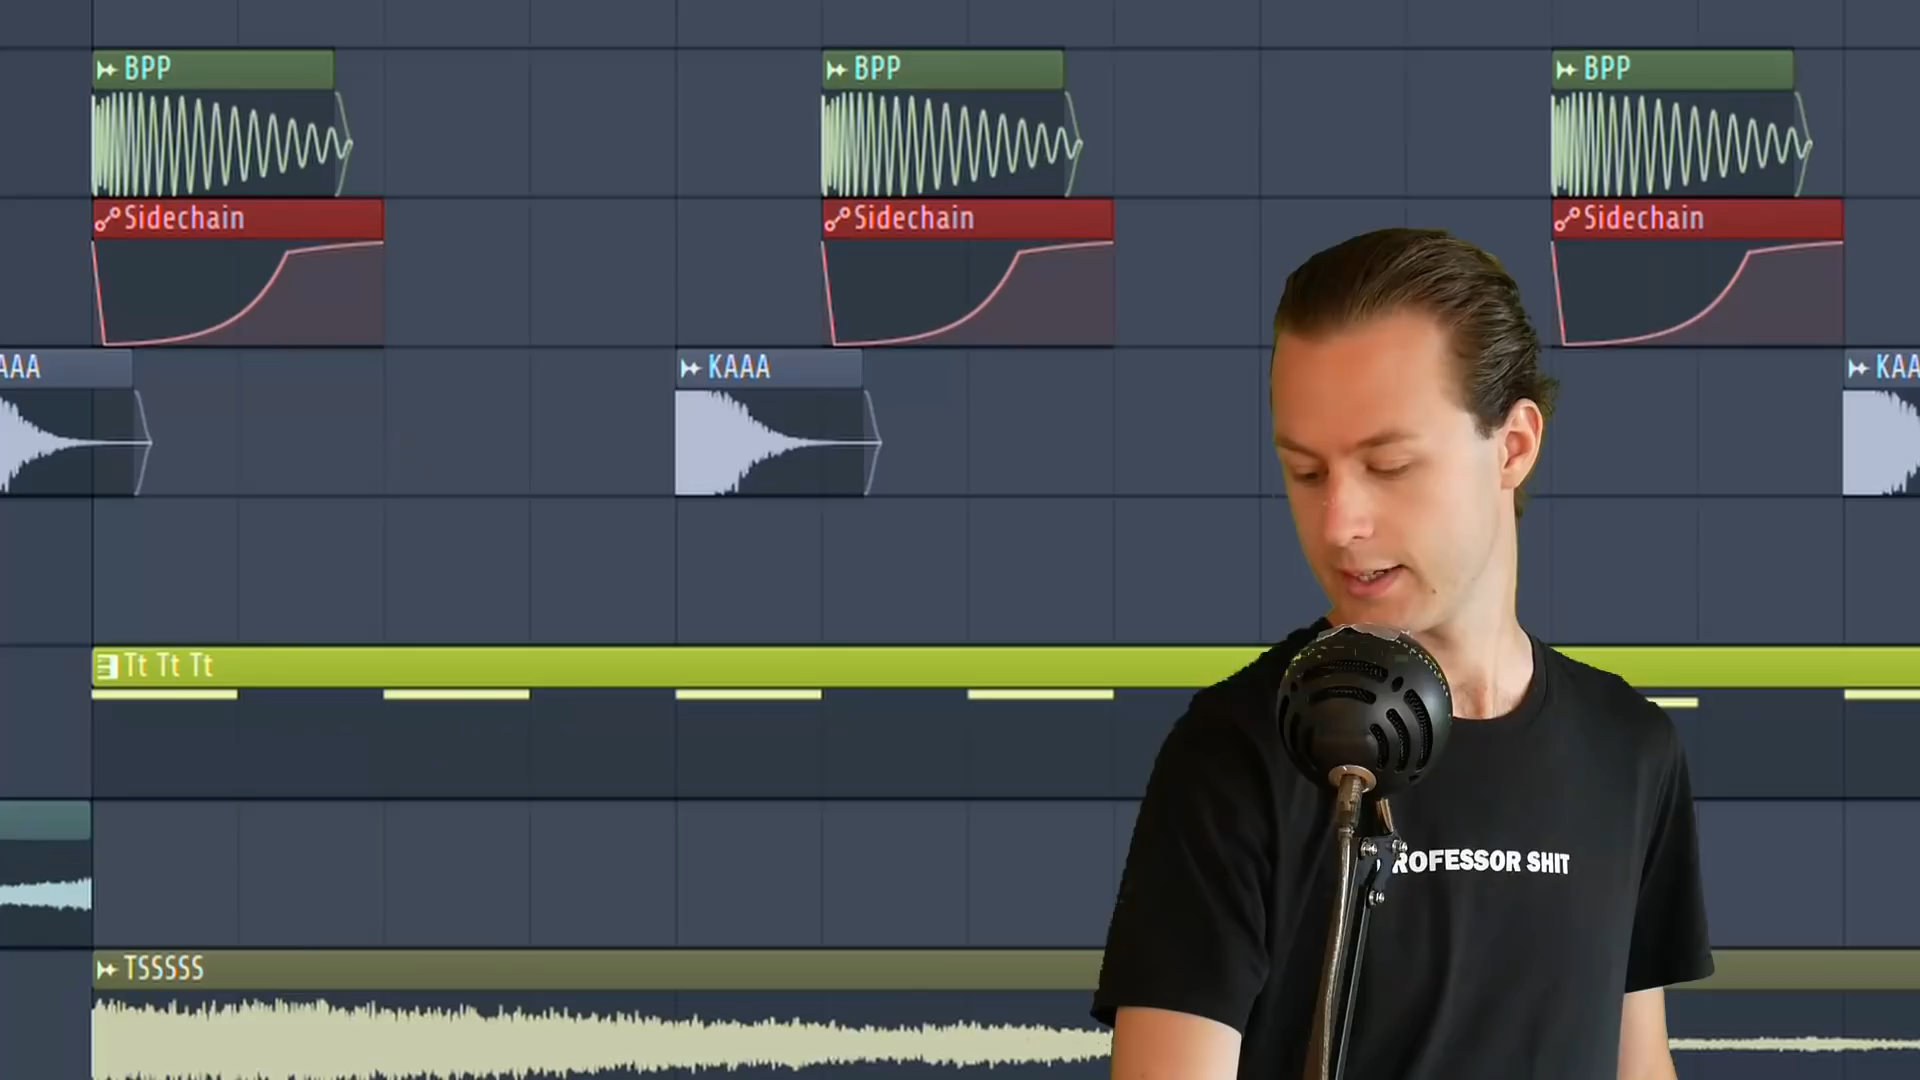 BPP BPP BPP
Sidechain Sidechain Sidechain
AAA KAAA KAA
Tt Tt Tt
ROFESSOR SHIT
TSSSSS